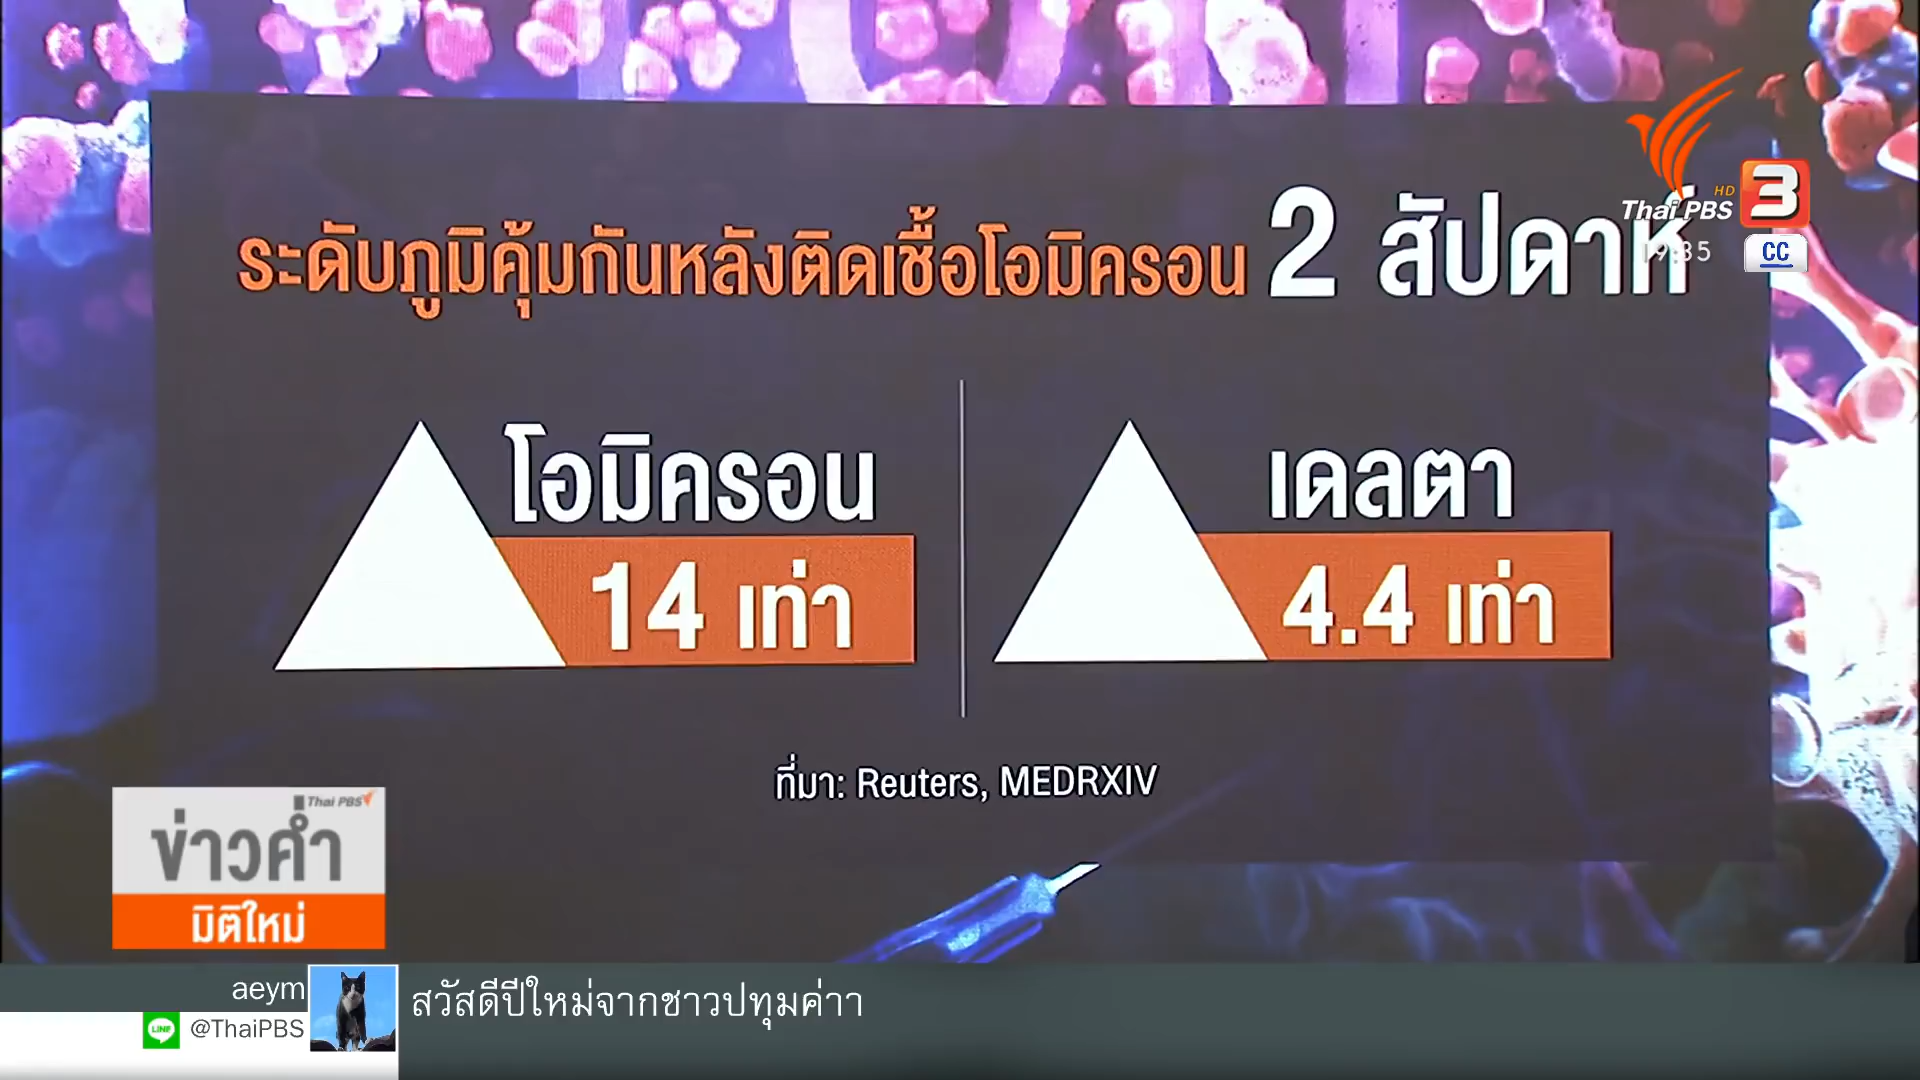 ระดับภูมิคุ้มกันหลังติดเชื้อโอมิครอน 2 สัปดาห์
HD
Thai PBS 3
19:35
CC
โอมิครอน
14 เท่า
เดลตา
4.4 เท่า
ที่มา: Reuters, MEDRXIV
Thai PBS
ข่าวค่ำ
มิติใหม่
aeym
สวัสดีปีใหม่จากชาวปทุมค่าา
LINE @ThaiPBS